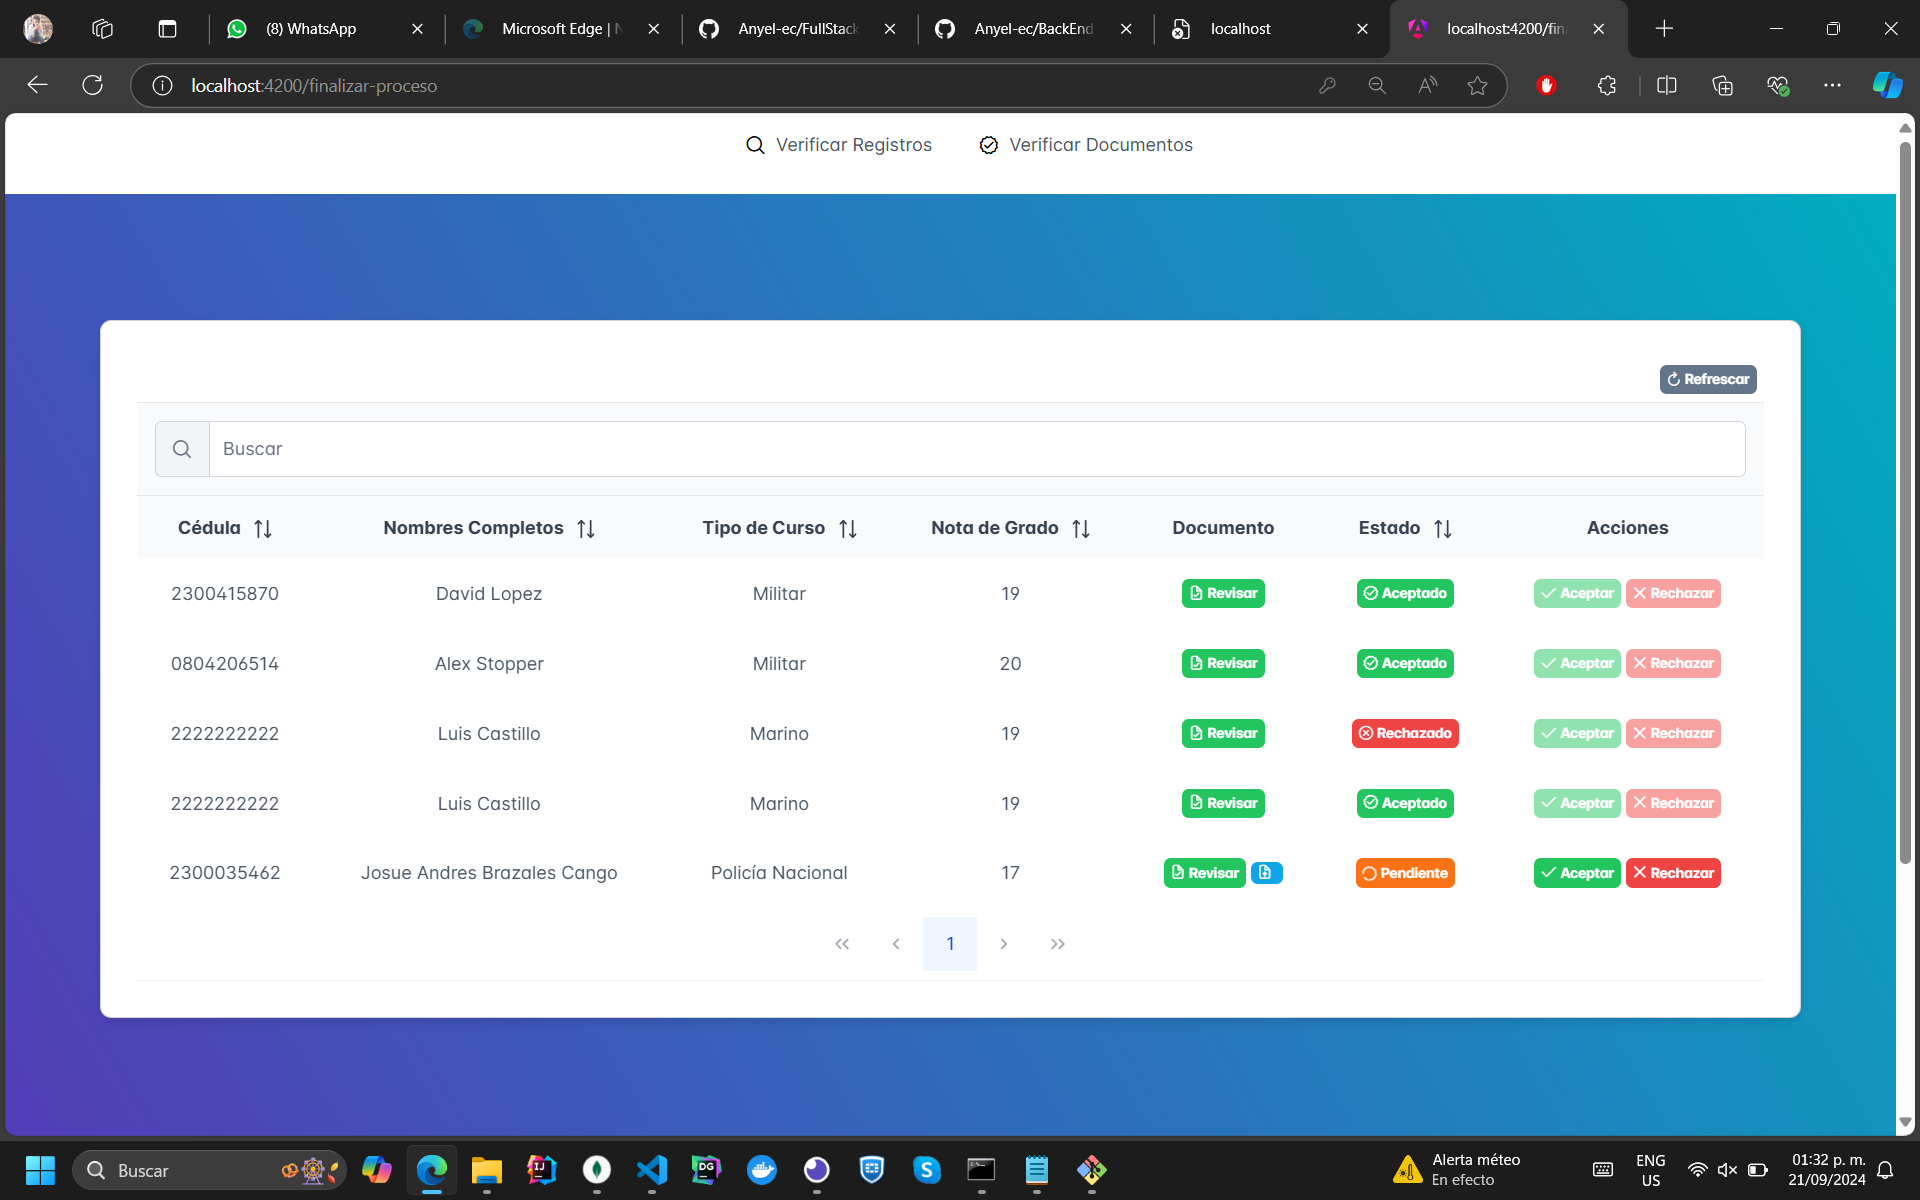 (8) WhatsApp
Microsoft Edge |
Anyel-ec/FullStack
Anyel-ec/BackEnd
localhost
localhost:4200/fin
localhost:4200/finalizar-proceso
Verificar Registros
Verificar Documentos
Refrescar
Buscar
Cédula Nombres Completos Tipo de Curso Nota de Grado Documento Estado Acciones
2300415870 David Lopez Militar 19 Revisar Aceptado Aceptar Rechazar
0804206514 Alex Stopper Militar 20 Revisar Aceptado Aceptar Rechazar
2222222222 Luis Castillo Marino 19 Revisar Rechazado Aceptar Rechazar
2222222222 Luis Castillo Marino 19 Revisar Aceptado Aceptar Rechazar
2300035462 Josue Andres Brazales Cango Policía Nacional 17 Revisar Pendiente Aceptar Rechazar
« ‹ 1 › »
Buscar
Alerta méteo
En efecto
ENG
US
01:32 p. m.
21/09/2024